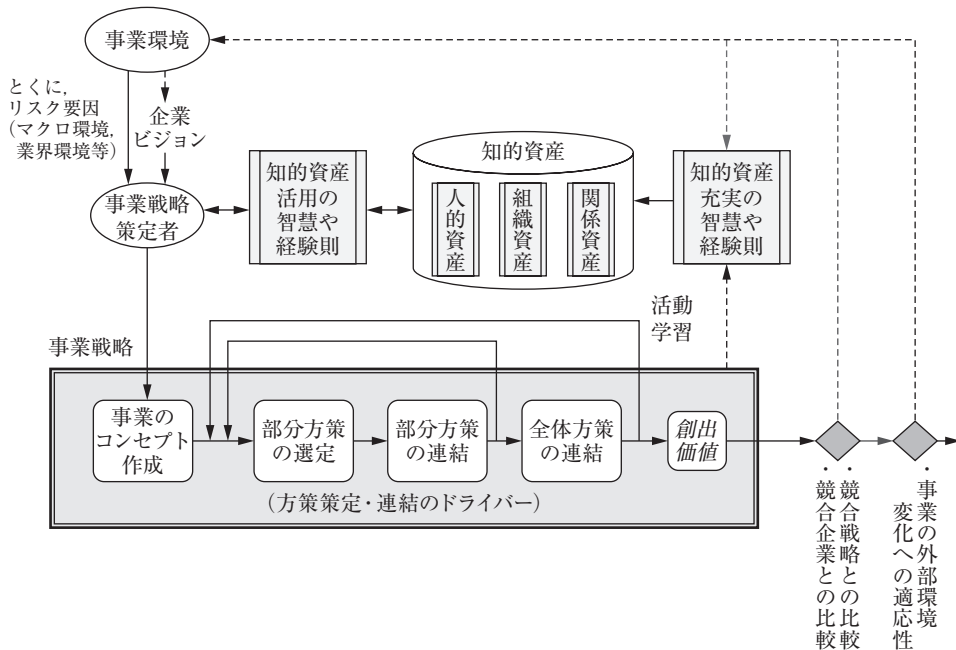 事業環境
とくに,
リスク要因
(マクロ環境,
業界環境等)
企業
ビジョン
事業戦略
策定者
知的資産
活用の
智慧や
経験則
知的資産
人的資産
組織資産
関係資産
知的資産
充実の
智慧や
経験則
活動
学習
事業戦略
事業の
コンセプト
作成
部分方策
の選定
部分方策
の連結
全体方策
の連結
創出
価値
(方策策定・連結のドライバー)
・競合戦略との比較
・競合企業との比較
・事業の外部環境
変化への適応性